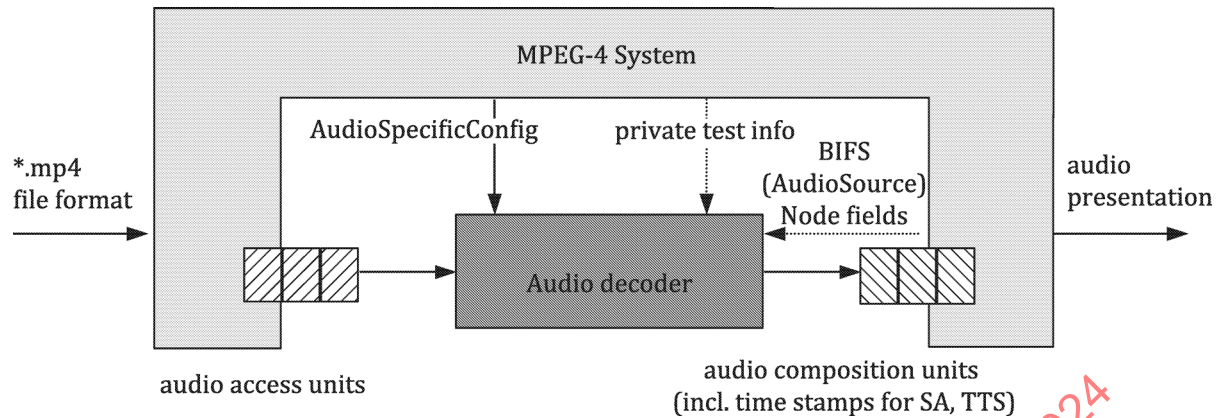 MPEG-4 System
AudioSpecificConfig
private test info
*.mp4
file format
BIFS
(AudioSource)
Node fields
audio
presentation
Audio decoder
audio access units
audio composition units
(incl. time stamps for SA, TTS)